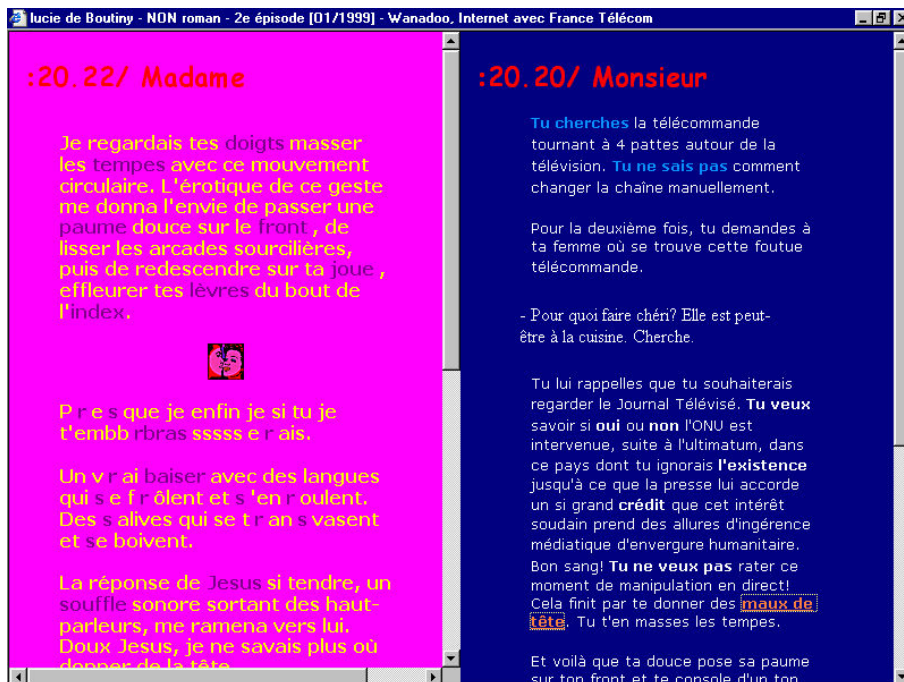 lucie de Boutiny - NON roman - 2e épisode [01/1999] - Wanadoo, Internet avec France Télécom
:20.22/ Madame
Je regardais tes doigts masser
les tempes avec ce mouvement
circulaire. L'érotique de ce geste
me donna l'envie de passer une
paume douce sur le front , de
lisser les arcades sourcilières,
puis de redescendre sur ta joue ,
effleurer tes lèvres du bout de
l'index.
P r e s que je enfin je si tu je
t'embb rbras sssss e r ais.
Un v r ai baiser avec des langues
qui s e f r ôlent et s 'en r oulent.
Des s alives qui se t r an s vasent
et se boivent.
La réponse de Jesus si tendre, un
souffle sonore sortant des haut-
parleurs, me ramena vers lui.
Doux Jesus, je ne savais plus où
donner de la tête.
:20.20/ Monsieur
Tu cherches la télécommande
tournant à 4 pattes autour de la
télévision. Tu ne sais pas comment
changer la chaîne manuellement.
Pour la deuxième fois, tu demandes à
ta femme où se trouve cette foutue
télécommande.
- Pour quoi faire chéri? Elle est peut-
être à la cuisine. Cherche.
Tu lui rappelles que tu souhaiterais
regarder le Journal Télévisé. Tu veux
savoir si oui ou non l'ONU est
intervenue, suite à l'ultimatum, dans
ce pays dont tu ignorais l'existence
jusqu'à ce que la presse lui accorde
un si grand crédit que cet intérêt
soudain prend des allures d'ingérence
médiatique d'envergure humanitaire.
Bon sang! Tu ne veux pas rater ce
moment de manipulation en direct!
Cela finit par te donner des maux de
tête. Tu t'en masses les tempes.
Et voilà que ta douce pose sa paume
sur ton front et te console d'un ton